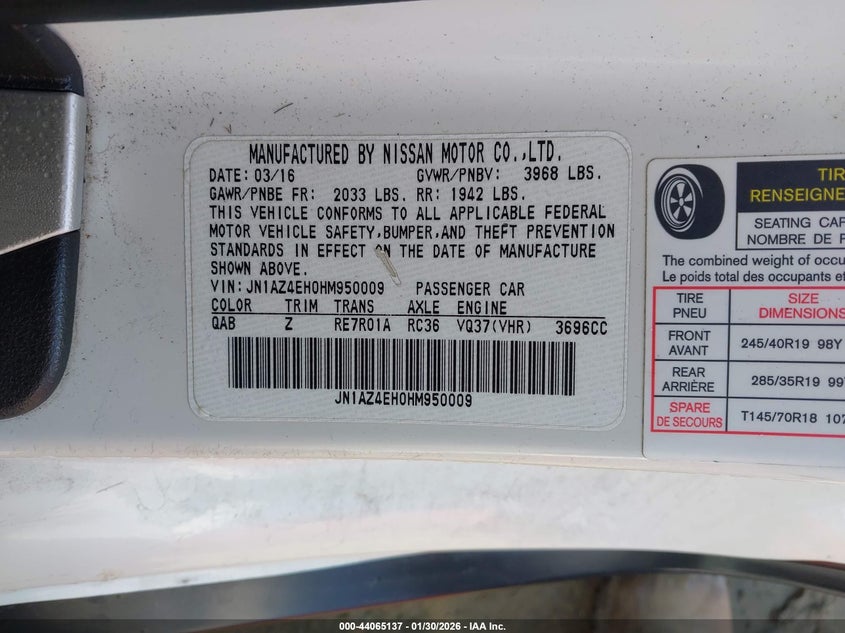 MANUFACTURED BY NISSAN MOTOR CO.,LTD.
DATE: 03/16 GVWR/PNBV: 3968 LBS.
GAWR/PNBE FR: 2033 LBS. RR: 1942 LBS.
THIS VEHICLE CONFORMS TO ALL APPLICABLE FEDERAL
MOTOR VEHICLE SAFETY,BUMPER,AND THEFT PREVENTION
STANDARDS IN EFFECT ON THE DATE OF MANUFACTURE
SHOWN ABOVE.
VIN:JN1AZ4EH0HM950009 PASSENGER CAR
COLOR TRIM TRANS AXLE ENGINE
QAB Z RE7R01A RC36 VQ37(VHR) 3696CC
JN1AZ4EH0HM950009
TIR
RENSEIGNE
SEATING CAP
NOMBRE DE P
The combined weight of occu
Le poids total des occupants et
TIRE PNEU SIZE DIMENSIONS
FRONT AVANT 245/40R19 98Y
REAR ARRIÈRE 285/35R19 99Y
SPARE DE SECOURS T145/70R18 107
000-44065137 - 01/30/2026 - IAA Inc.